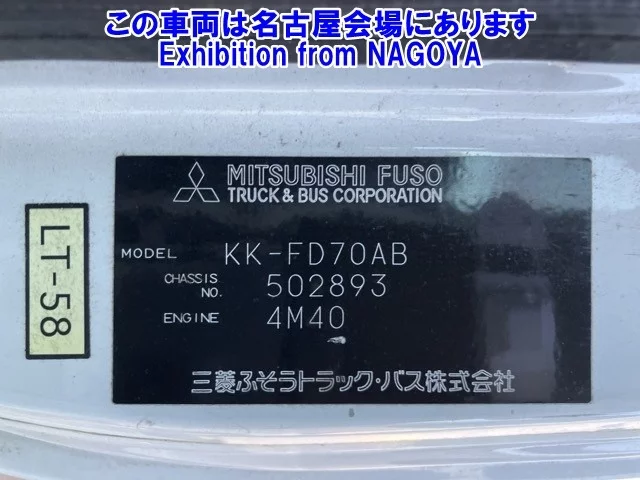 この車両は名古屋会場にあります
Exhibition from NAGOYA
MITSUBISHI FUSO
TRUCK & BUS CORPORATION
LT-58
MODEL KK-FD70AB
CHASSIS NO. 502893
ENGINE 4M40
三菱ふそうトラック・バス株式会社